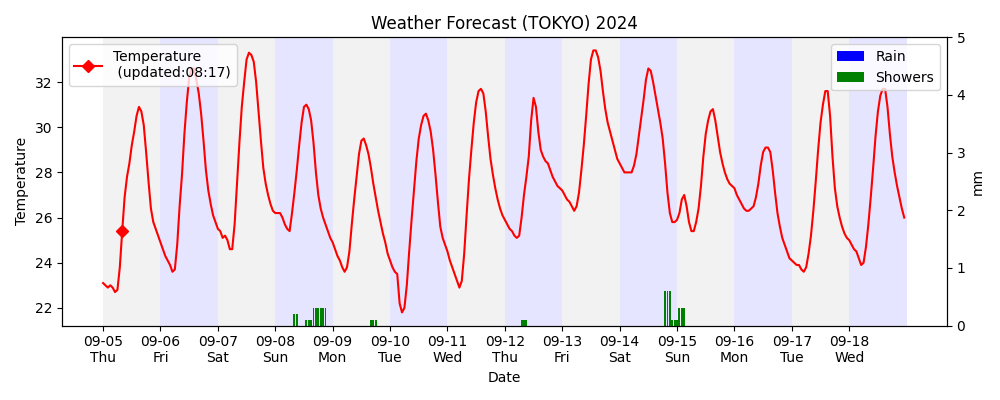 Weather Forecast (TOKYO) 2024
Temperature
(updated:08:17)
Rain
Showers
Temperature
32
30
28
26
24
22
5
4
3
2
1
0
mm
09-05 09-06 09-07 09-08 09-09 09-10 09-11 09-12 09-13 09-14 09-15 09-16 09-17 09-18
Thu Fri Sat Sun Mon Tue Wed Thu Fri Sat Sun Mon Tue Wed
Date